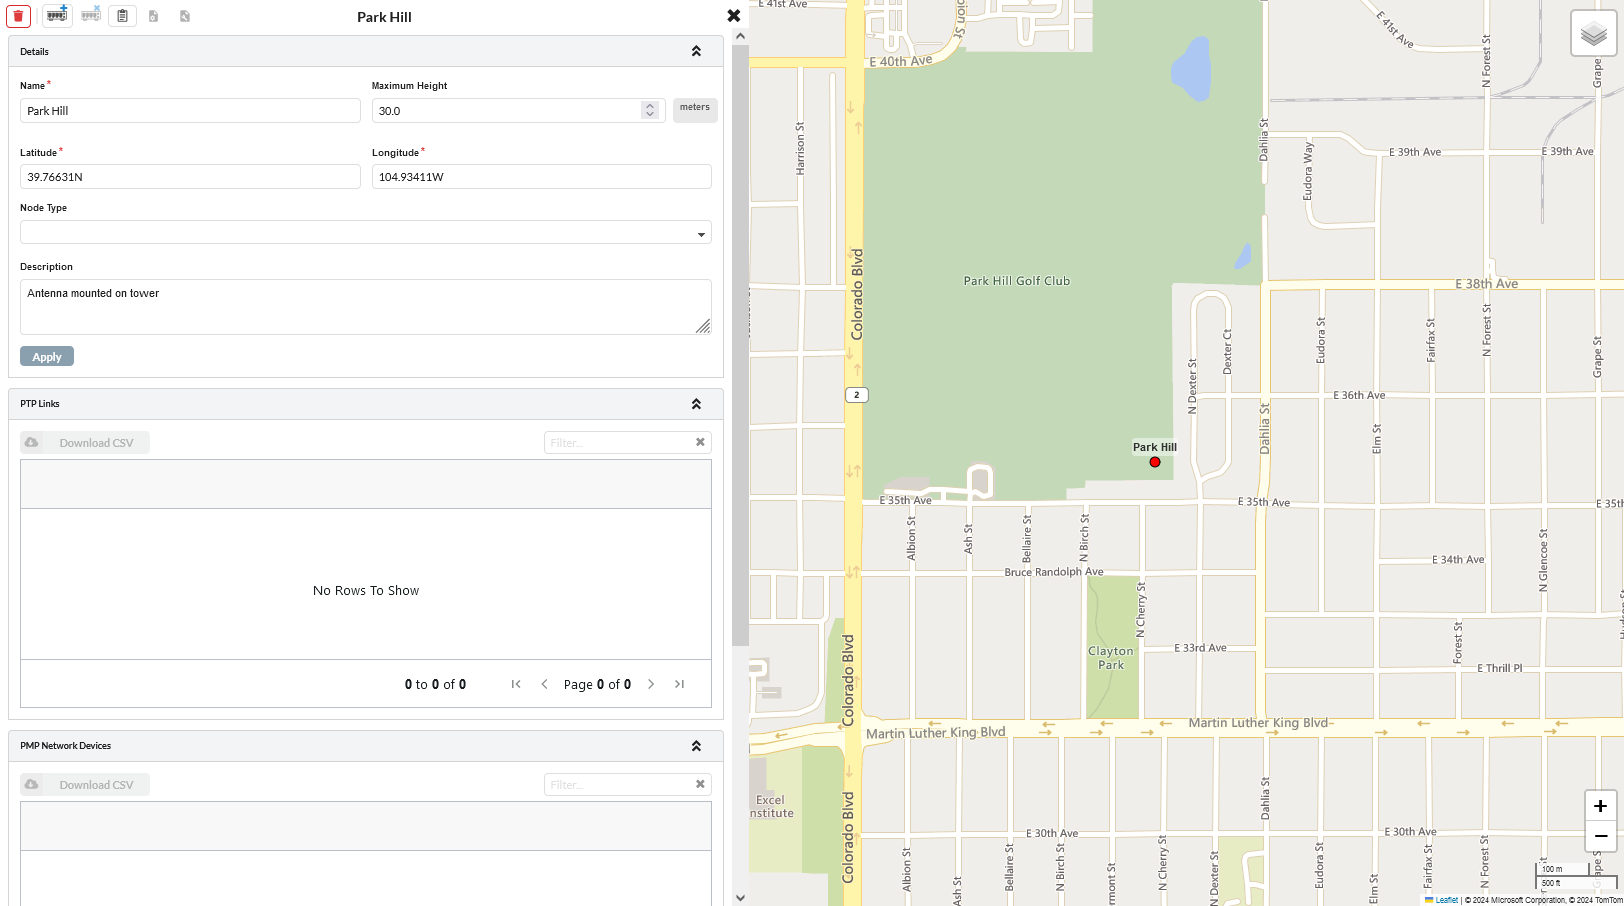 Park Hill
Details
Name*
Maximum Height
Park Hill
30.0
meters
Latitude*
Longitude*
39.76631N
104.93411W
Node Type
Description
Antenna mounted on tower
Apply
PTP Links
Download CSV
Filter...
No Rows To Show
0 to 0 of 0
Page 0 of 0
PMP Network Devices
Download CSV
Filter...
E 41st Ave
E 40th Ave
E 41st Ave
N Forest St
Grape
Harrison St
Dahlia St
Eudora Way
E 39th Ave
E 39th Ave
Colorado Blvd
Park Hill Golf Club
E 38th Ave
Dexter Ct
N Dexter St
Eudora St
Fairfax St
N Forest St
Grape St
2
E 36th Ave
Dahlia St
Elm St
Park Hill
E 35th Ave
E 35th Ave
E 35th
Albion St
Ash St
Bellaire St
N Birch St
Bruce Randolph Ave
E 34th Ave
N Glencoe St
N Cherry St
Clayton
Park
E 33rd Ave
Forest St
E Thrill Pl
Colorado Blvd
Martin Luther King Blvd
Martin Luther King Blvd
Excel
nstitute
Colorado Blvd
Dahlia St
E 30th Ave
E 30th Ave
Albion St
Ash St
Bellaire St
N Birch St
rmont St
N Cherry St
N Dexter St
Eudora St
Elm St
Fairfax St
N Forest St
+
−
100 m
500 ft
Leaflet | © 2024 Microsoft Corporation, © 2024 TomTom